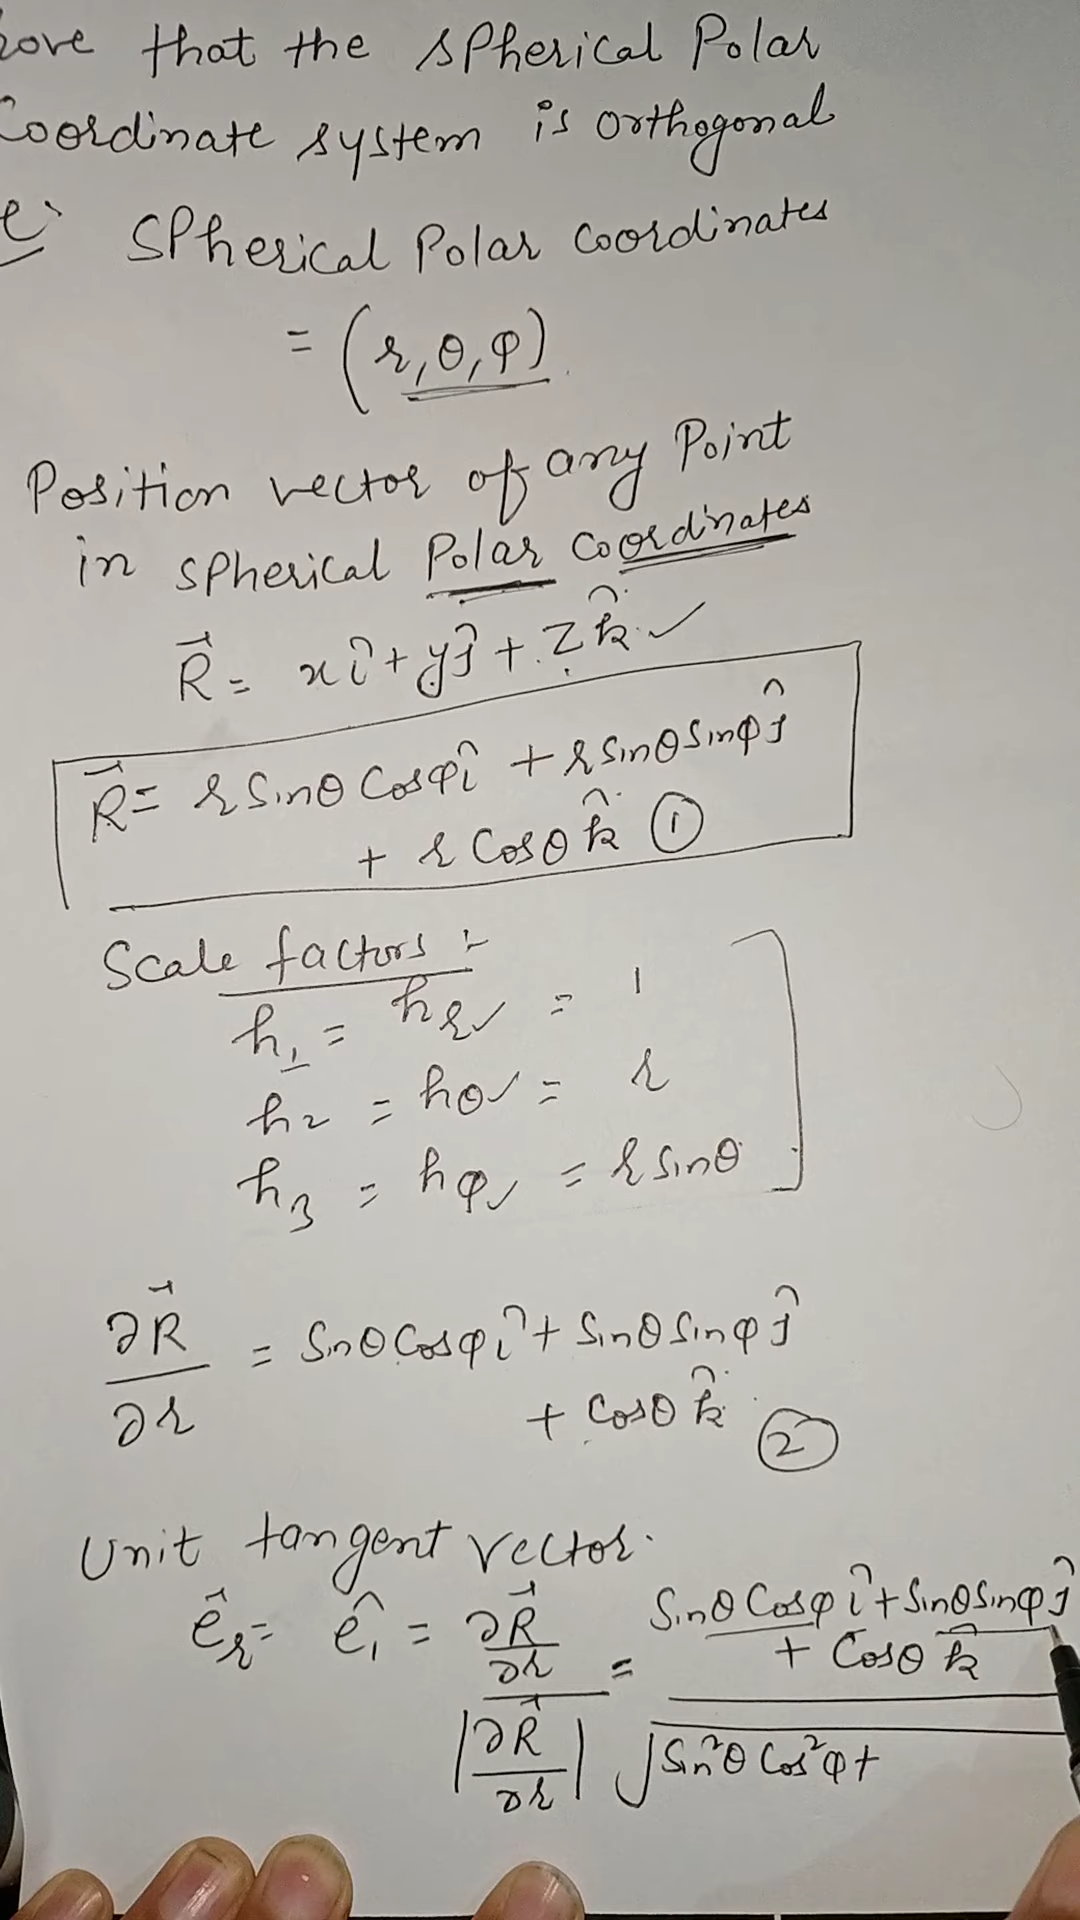 that the spherical Polar
Coordinate system is orthogonal
Spherical Polar Coordinates
= (r, θ, φ)
Position vector of any Point
in spherical Polar Coordinates
R⃗ = xî + yĵ + zk̂ ✓
R⃗ = r Sinθ Cosφ î + r Sinθ Sinφ ĵ
+ r Cosθ k̂ ①
Scale factors :-
h₁ = hr ✓ = 1
h₂ = hθ ✓ = r
h₃ = hφ ✓ = r Sinθ
∂R⃗/∂r = Sinθ Cosφ î + Sinθ Sinφ ĵ
+ Cosθ k̂ ②
Unit tangent vector.
êr = ê₁ = (∂R⃗/∂r)/|∂R⃗/∂r| = (Sinθ Cosφ î + Sinθ Sinφ ĵ + Cosθ k̂)/√(Sin²θ Cos²φ +